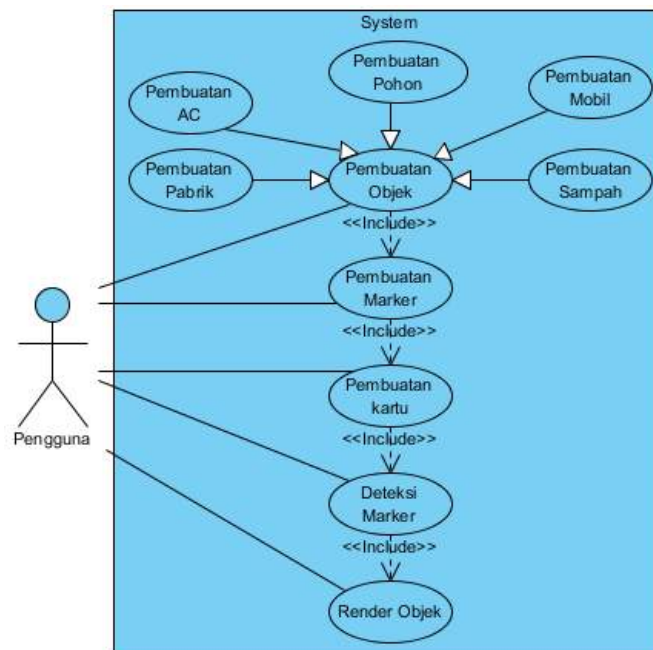 System
Pembuatan
Pohon
Pembuatan
AC
Pembuatan
Mobil
Pembuatan
Pabrik
Pembuatan
Objek
Pembuatan
Sampah
<<Include>>
Pembuatan
Marker
<<Include>>
Pembuatan
kartu
Pengguna
<<Include>>
Deteksi
Marker
<<Include>>
Render Objek